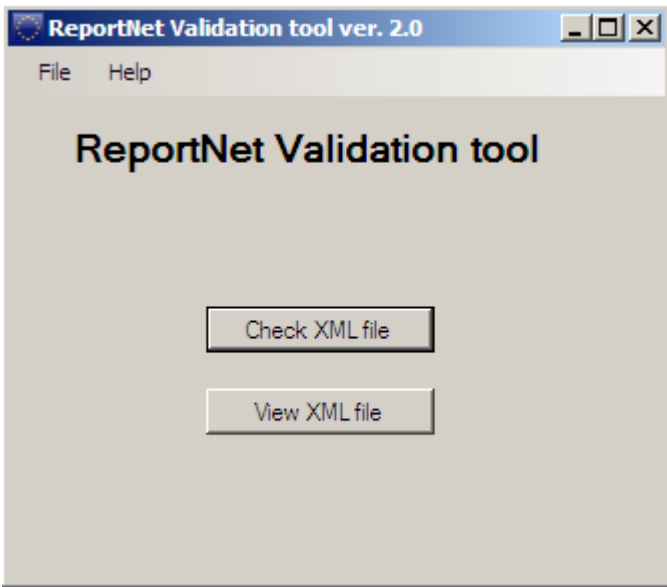 ReportNet Validation tool ver. 2.0
File Help
ReportNet Validation tool
Check XML file
View XML file